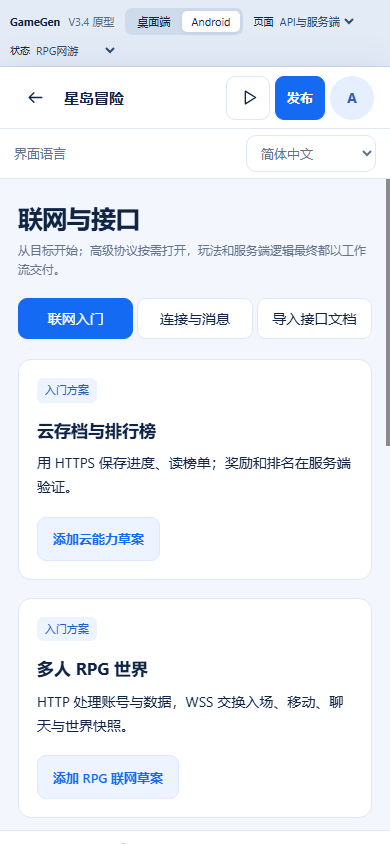 GameGen V3.4 原型 桌面端 Android 页面 API与服务端
状态 RPG网游
← 星岛冒险 发布 A
界面语言 简体中文
联网与接口
从目标开始；高级协议按需打开，玩法和服务端逻辑最终都以工作
流交付。
联网入门 连接与消息 导入接口文档
入门方案
云存档与排行榜
用 HTTPS 保存进度、读榜单；奖励和排名在服务端
验证。
添加云能力草案
入门方案
多人 RPG 世界
HTTP 处理账号与数据，WSS 交换入场、移动、聊
天与世界快照。
添加 RPG 联网草案